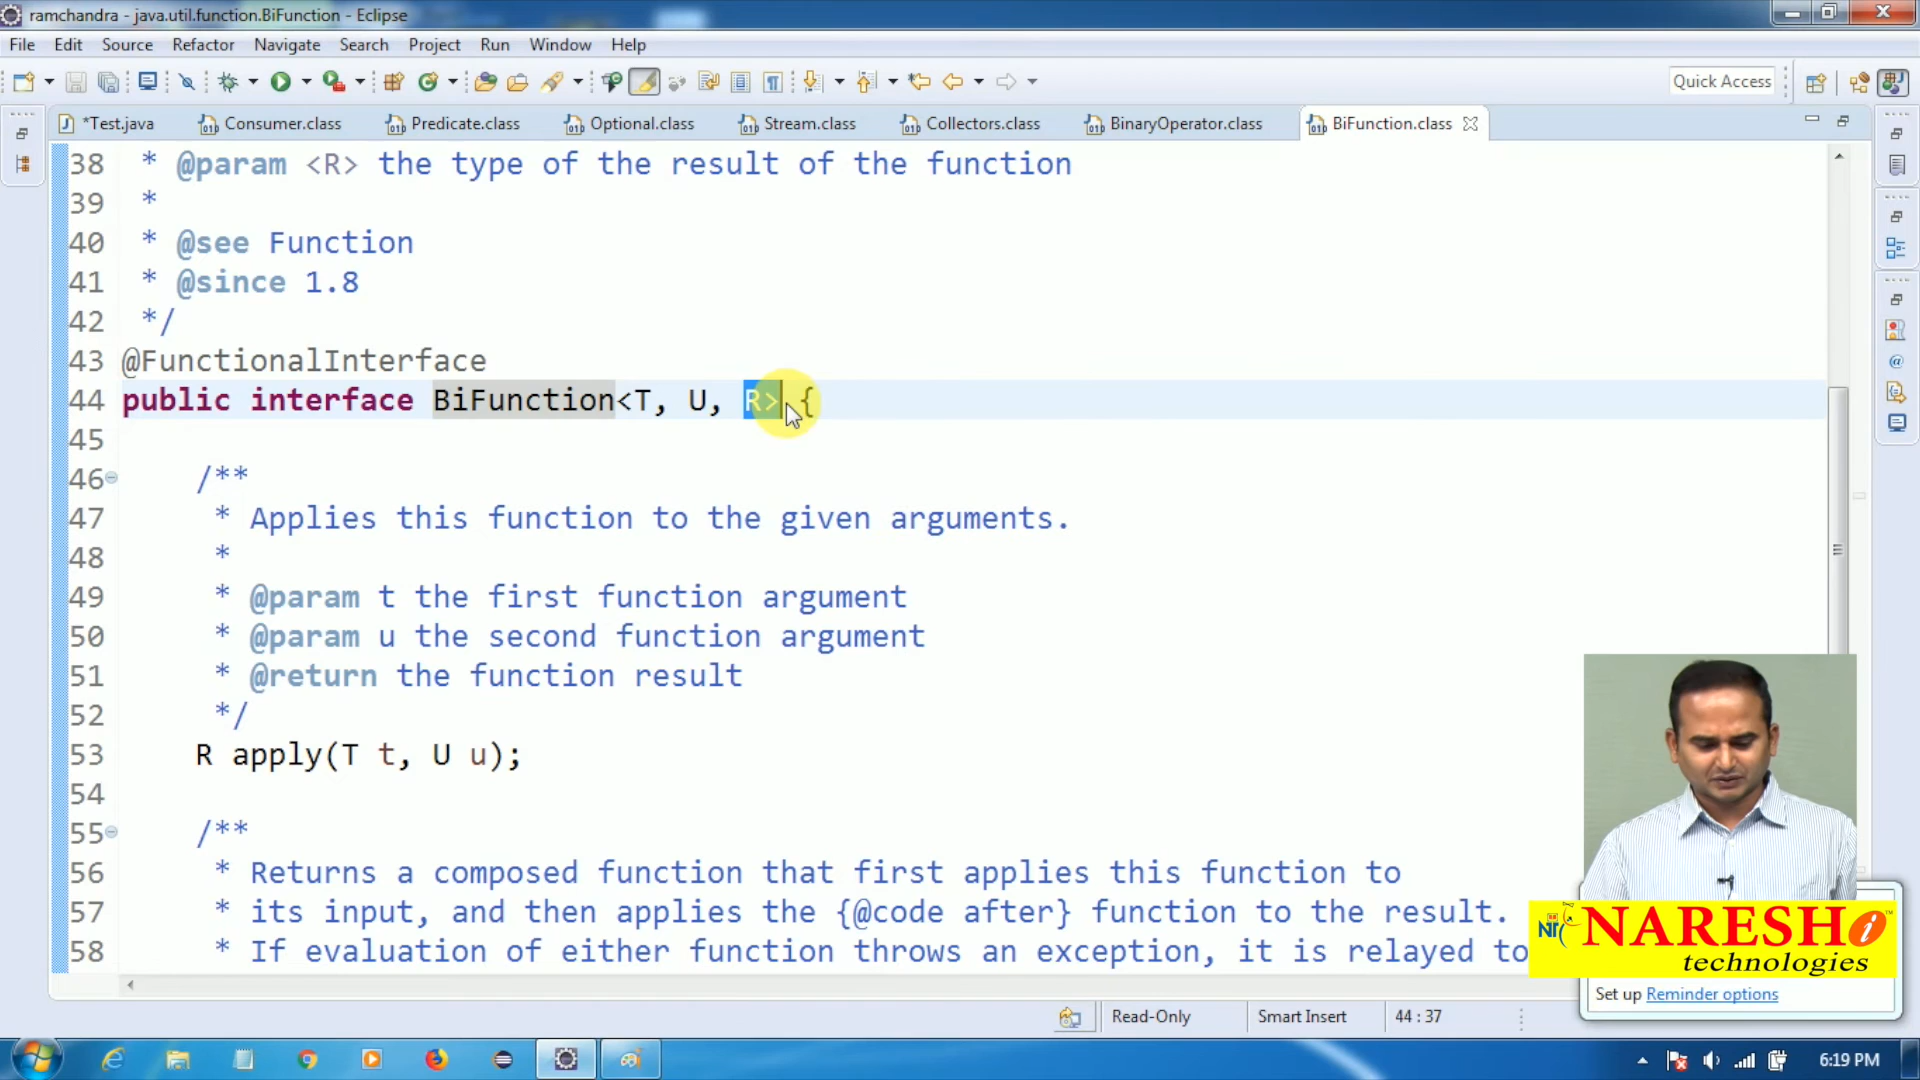 ramchandra - java.util.function.BiFunction - Eclipse
File Edit Source Refactor Navigate Search Project Run Window Help
Quick Access
*Test.java Consumer.class Predicate.class Optional.class Stream.class Collectors.class BinaryOperator.class BiFunction.class
38 * @param <R> the type of the result of the function
39 *
40 * @see Function
41 * @since 1.8
42 */
43 @FunctionalInterface
44 public interface BiFunction<T, U, R> {
45
46 /**
47 * Applies this function to the given arguments.
48 *
49 * @param t the first function argument
50 * @param u the second function argument
51 * @return the function result
52 */
53 R apply(T t, U u);
54
55 /**
56 * Returns a composed function that first applies this function to
57 * its input, and then applies the {@code after} function to the result.
58 * If evaluation of either function throws an exception, it is relayed to
NARESH i
technologies
Set up Reminder options
Read-Only Smart Insert 44 : 37
6:19 PM